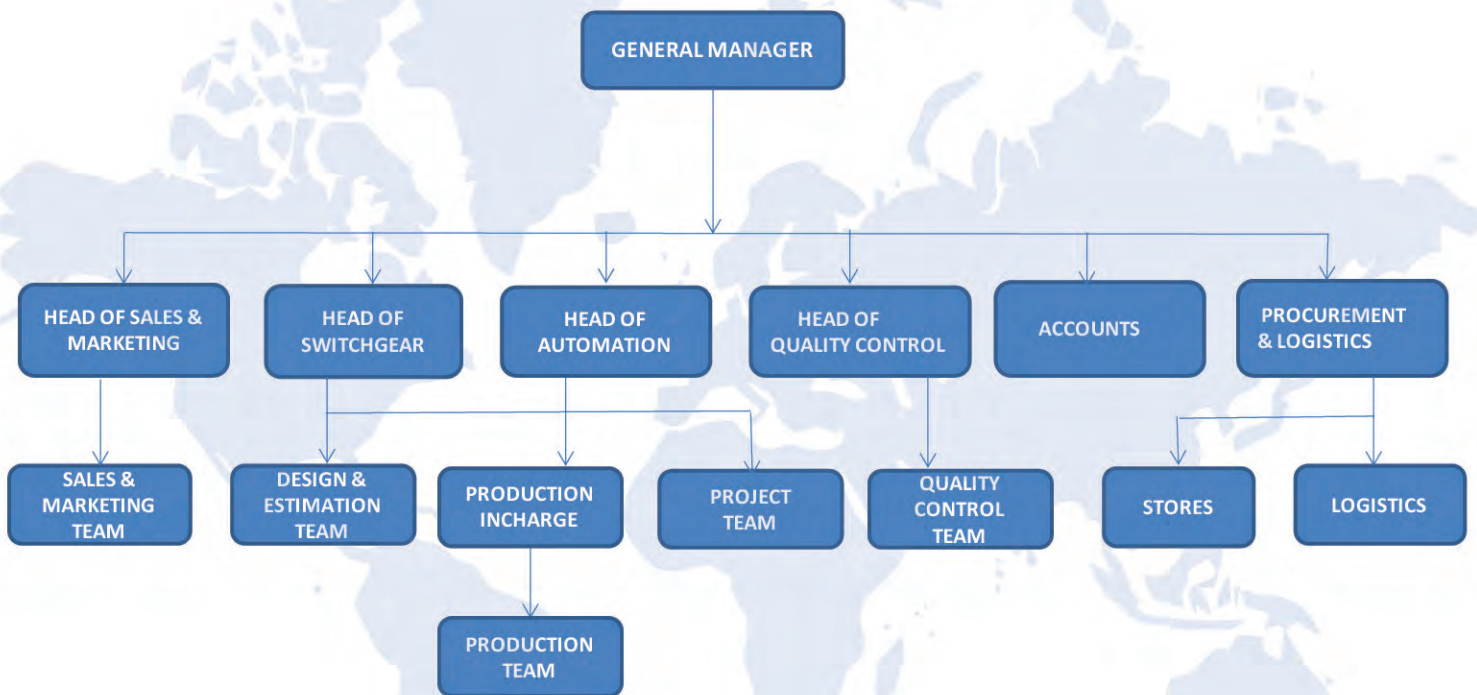 GENERAL MANAGER
HEAD OF SALES &
MARKETING
HEAD OF
SWITCHGEAR
HEAD OF
AUTOMATION
HEAD OF
QUALITY CONTROL
ACCOUNTS
PROCUREMENT
& LOGISTICS
SALES &
MARKETING
TEAM
DESIGN &
ESTIMATION
TEAM
PRODUCTION
INCHARGE
PROJECT
TEAM
QUALITY
CONTROL
TEAM
STORES
LOGISTICS
PRODUCTION
TEAM